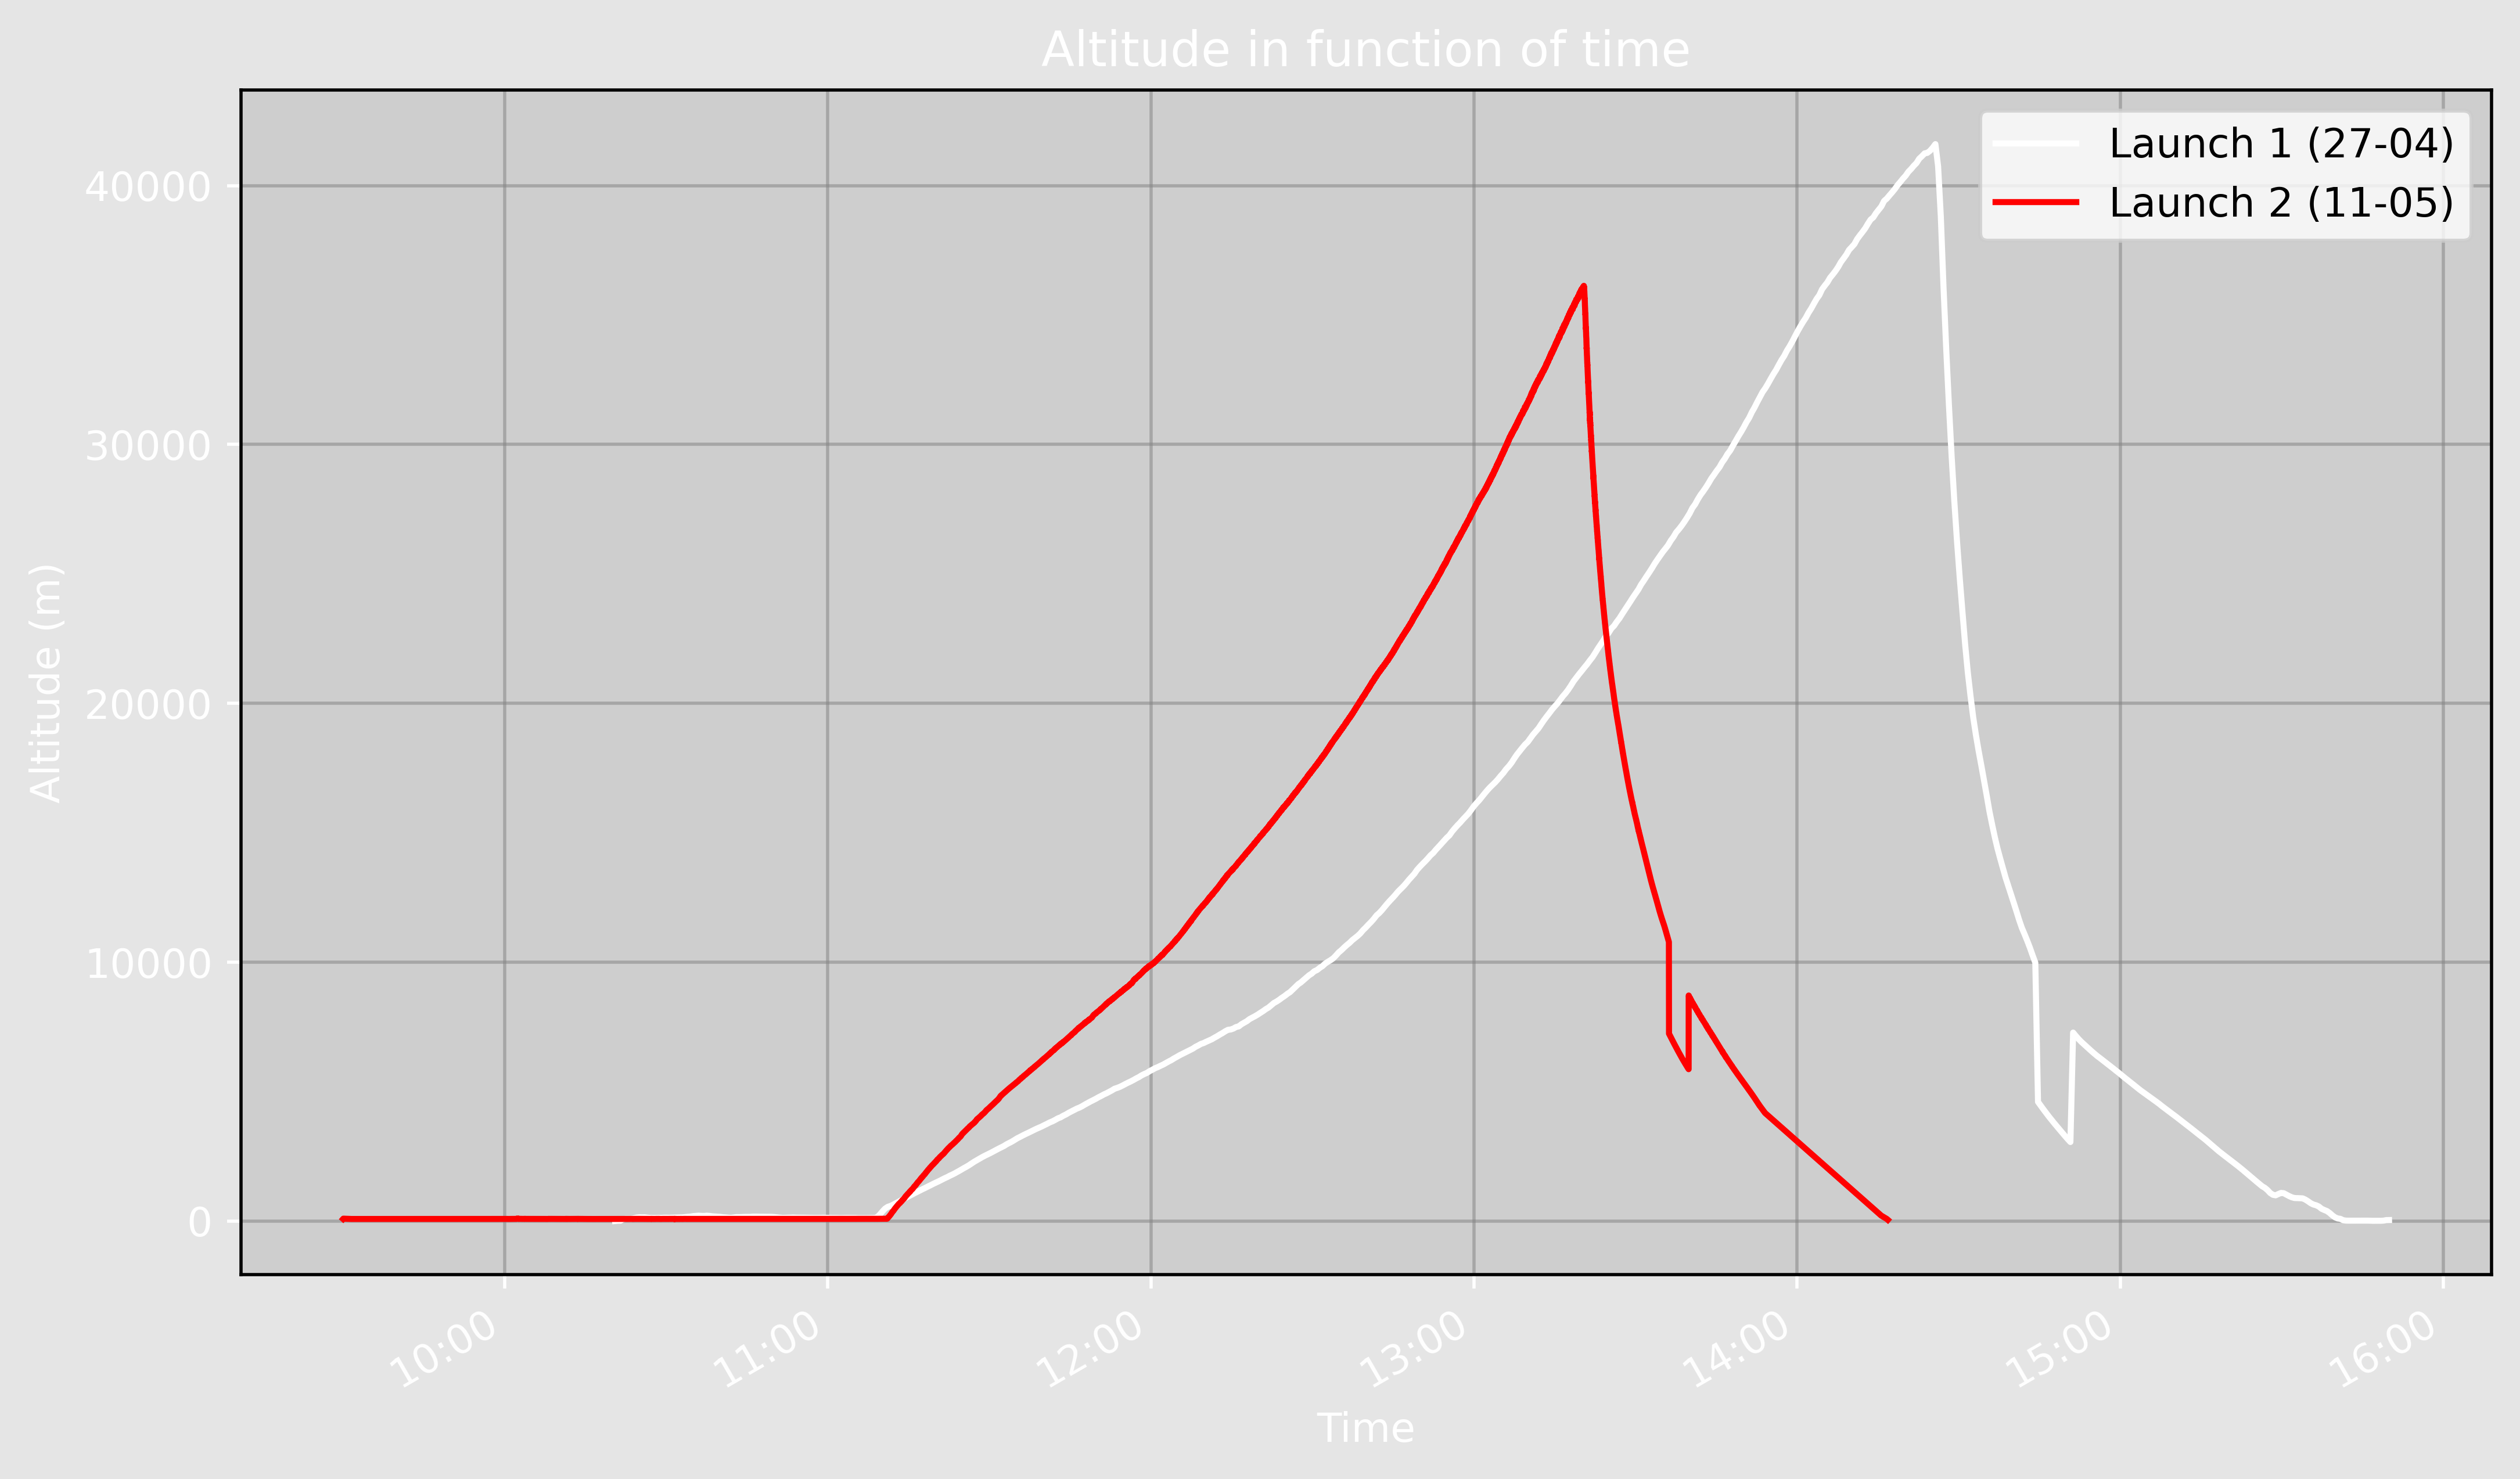 Altitude in function of time
Launch 1 (27-04)
Launch 2 (11-05)
Altitude (m)
40000
30000
20000
10000
0
10:00
11:00
12:00
13:00
14:00
15:00
16:00
Time